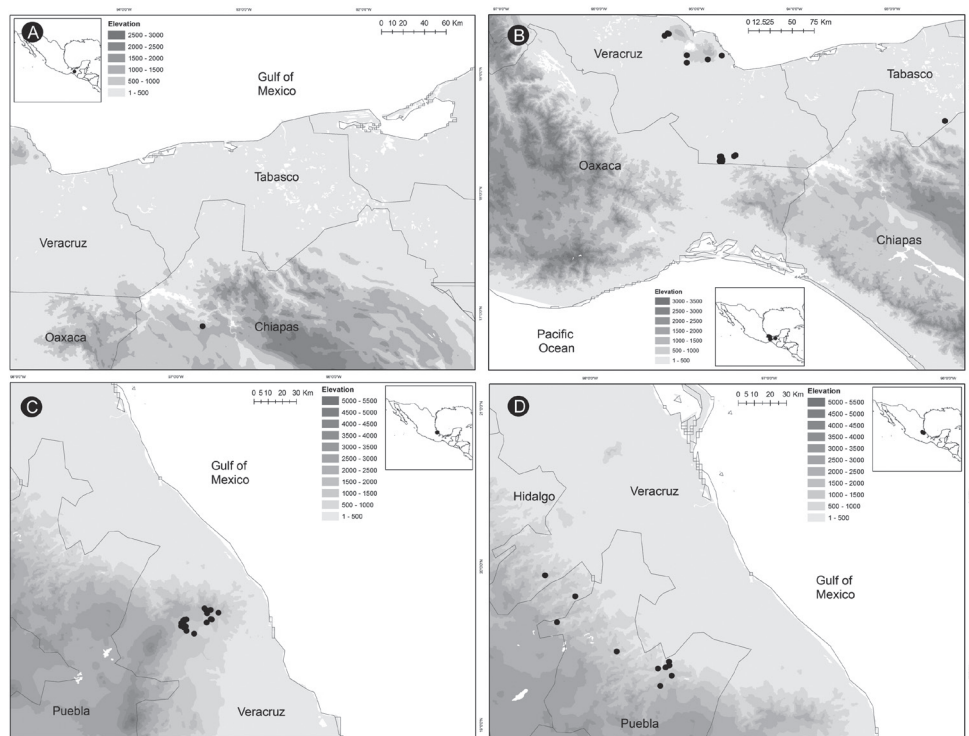 A
Elevation
2500 - 3000
2000 - 2500
1500 - 2000
1000 - 1500
500 - 1000
1 - 500
0 10 20 40 60 Km
Gulf of
Mexico
Tabasco
Veracruz
Oaxaca
Chiapas
B
0 12.525 50 75 Km
Veracruz
Tabasco
Oaxaca
Chiapas
Pacific
Ocean
Elevation
3000 - 3500
2500 - 3000
2000 - 2500
1500 - 2000
1000 - 1500
500 - 1000
1 - 500
C
0 5 10 20 30 Km
Elevation
5000 - 5500
4500 - 5000
4000 - 4500
3500 - 4000
3000 - 3500
2500 - 3000
2000 - 2500
1500 - 2000
1000 - 1500
500 - 1000
1 - 500
Gulf of
Mexico
Puebla
Veracruz
D
0 5 10 20 30 Km
Elevation
5000 - 5500
4500 - 5000
4000 - 4500
3500 - 4000
3000 - 3500
2500 - 3000
2000 - 2500
1500 - 2000
1000 - 1500
500 - 1000
1 - 500
Hidalgo
Veracruz
Gulf of
Mexico
Puebla